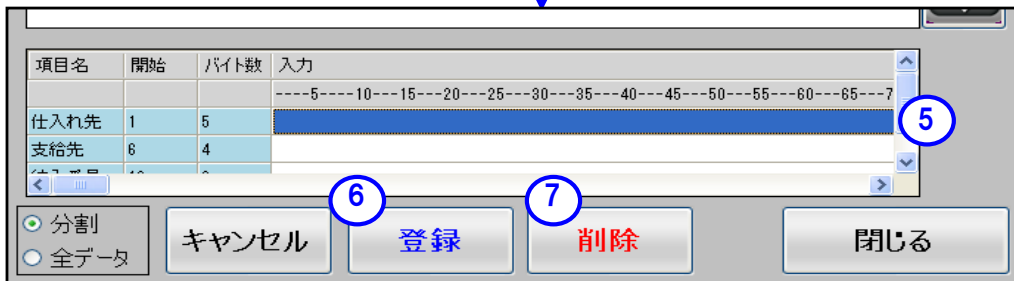 項目名 開始 バイト数 入力
----5----10---15---20---25---30---35---40---45---50---55---60---65---7
仕入れ先 1 5
5
支給先 6 4
6 7
分割
全データ
キャンセル 登録 削除 閉じる